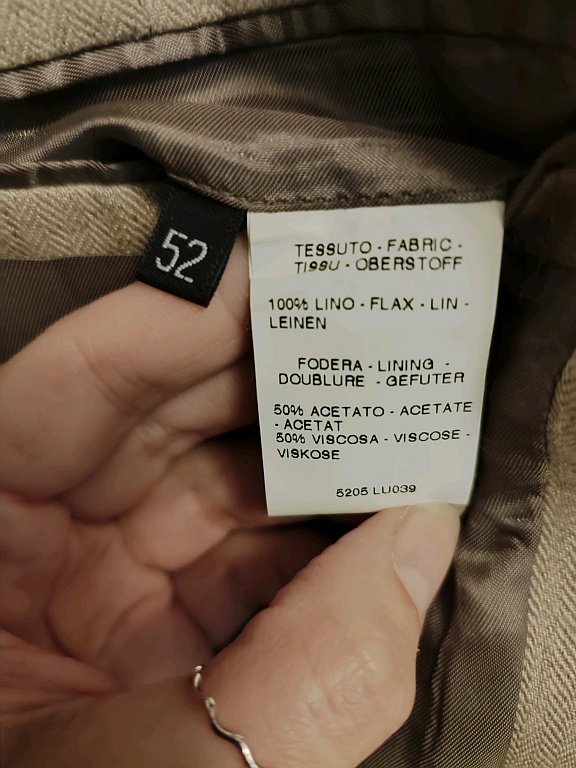 52
TESSUTO - FABRIC -
TISSU - OBERSTOFF
100% LINO - FLAX - LIN -
LEINEN
FODERA - LINING -
DOUBLURE - GEFUTER
50% ACETATO - ACETATE
- ACETAT
50% VISCOSA - VISCOSE -
VISKOSE
5205 LU039